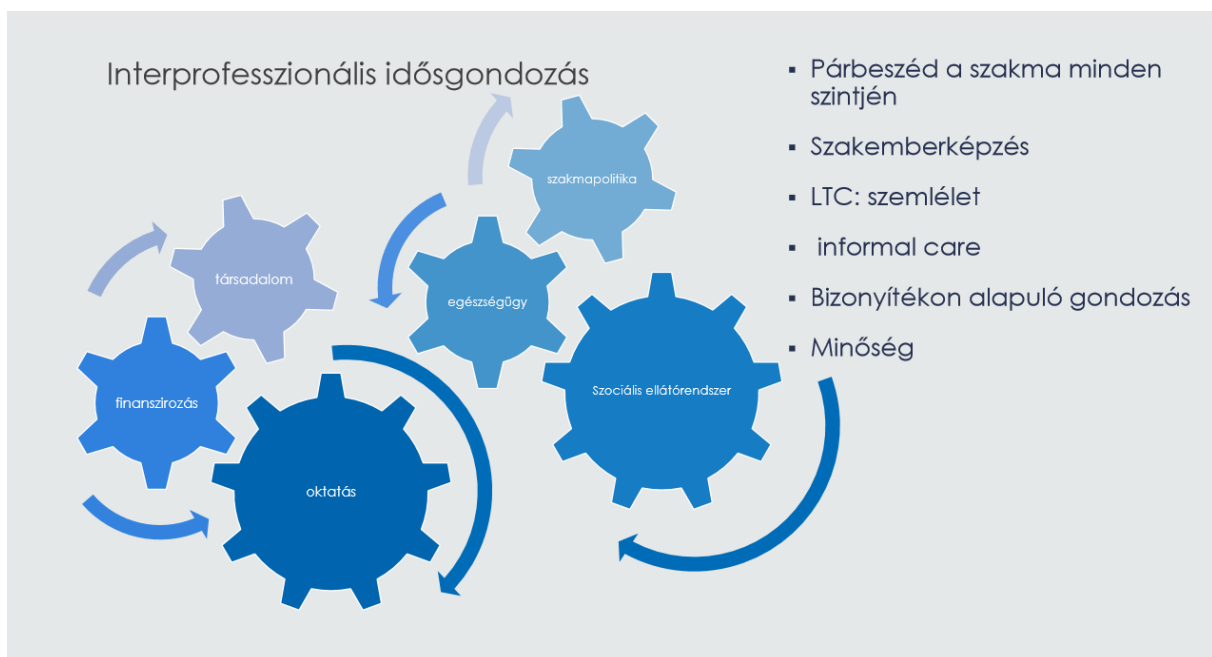 Interprofesszionális idősgondozás
szakmapolitika
társadalom
egészségügy
finanszirozás
Szociális ellátórendszer
oktatás
▪ Párbeszéd a szakma minden
szintjén
▪ Szakemberképzés
▪ LTC: szemlélet
▪ informal care
▪ Bizonyítékon alapuló gondozás
▪ Minőség